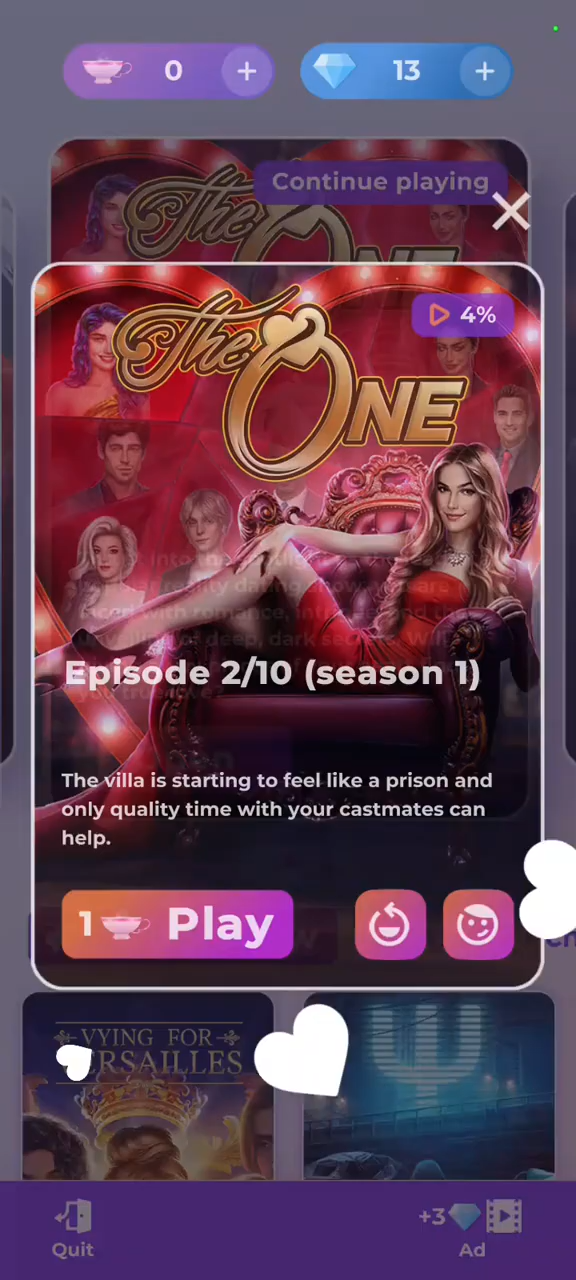 0
13
Continue playing
The ONE
4%
Episode 2/10 (season 1)
The villa is starting to feel like a prison and
only quality time with your castmates can
help.
1 Play
VYING FOR
VERSAILLES
+3
Quit
Ad